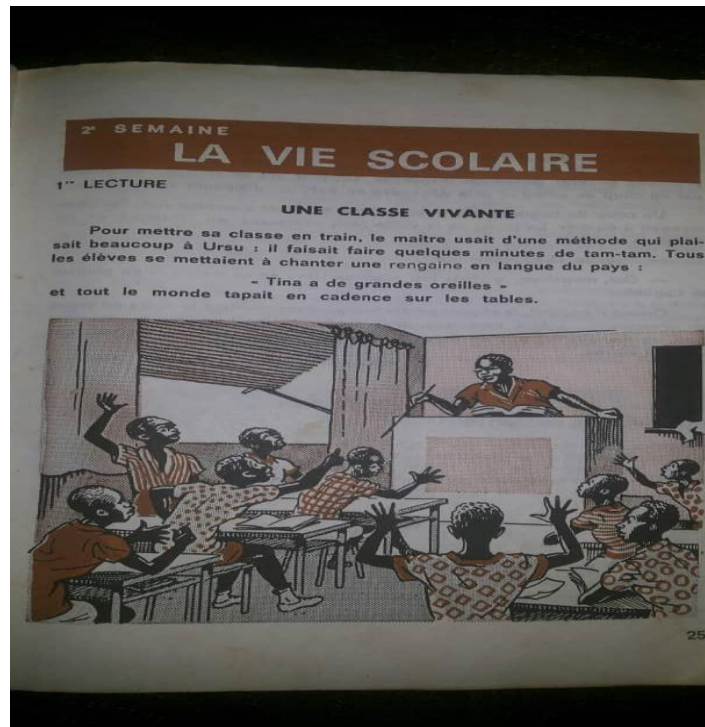 2e SEMAINE
LA VIE SCOLAIRE
1re LECTURE
UNE CLASSE VIVANTE
Pour mettre sa classe en train, le maître usait d'une méthode qui plai-
sait beaucoup à Ursu : il faisait faire quelques minutes de tam-tam. Tous
les élèves se mettaient à chanter une rengaine en langue du pays :
« Tina a de grandes oreilles »
et tout le monde tapait en cadence sur les tables.
25